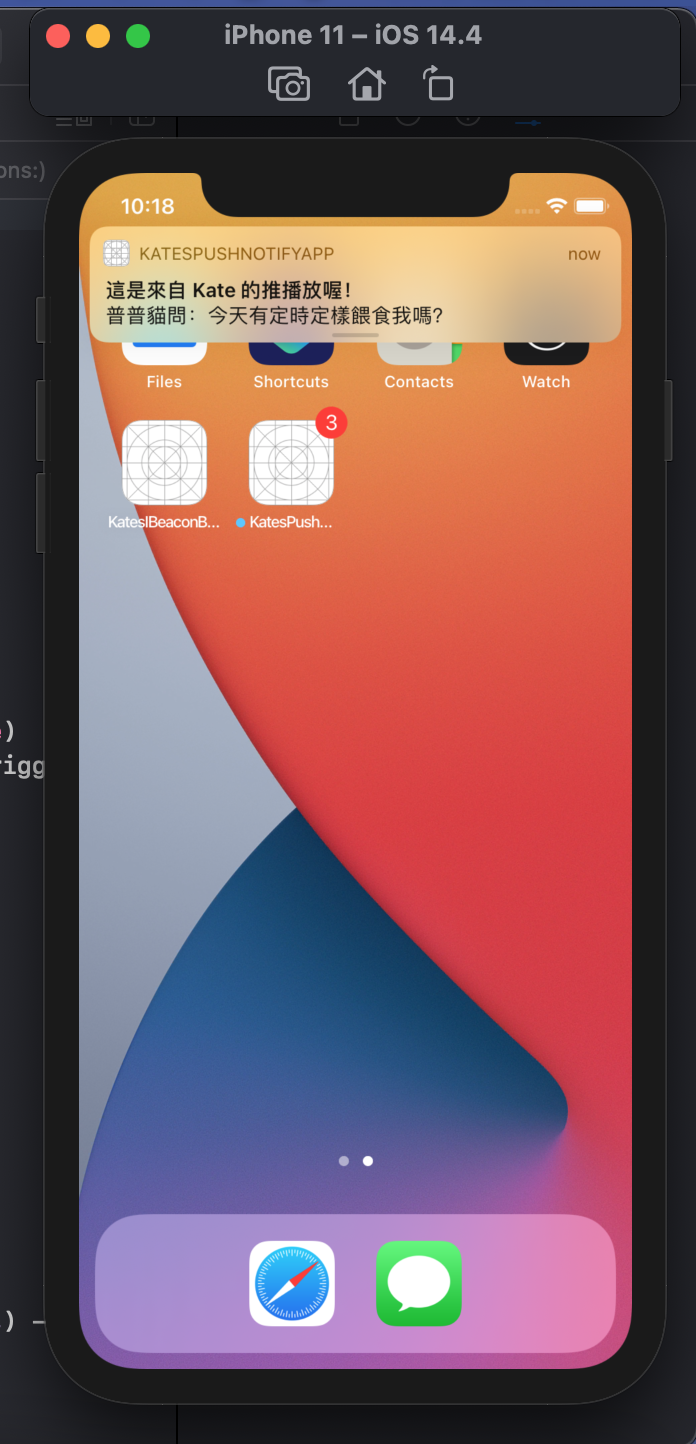 iPhone 11 – iOS 14.4
ons:)
10:18
KATESPUSHNOTIFYAPP
now
這是來自 Kate 的推播放喔！
普普貓問：今天有定時定樣餵食我嗎?
Files
Shortcuts
Contacts
Watch
3
KatesIBeaconB...
KatesPush...
)
rigg
) —